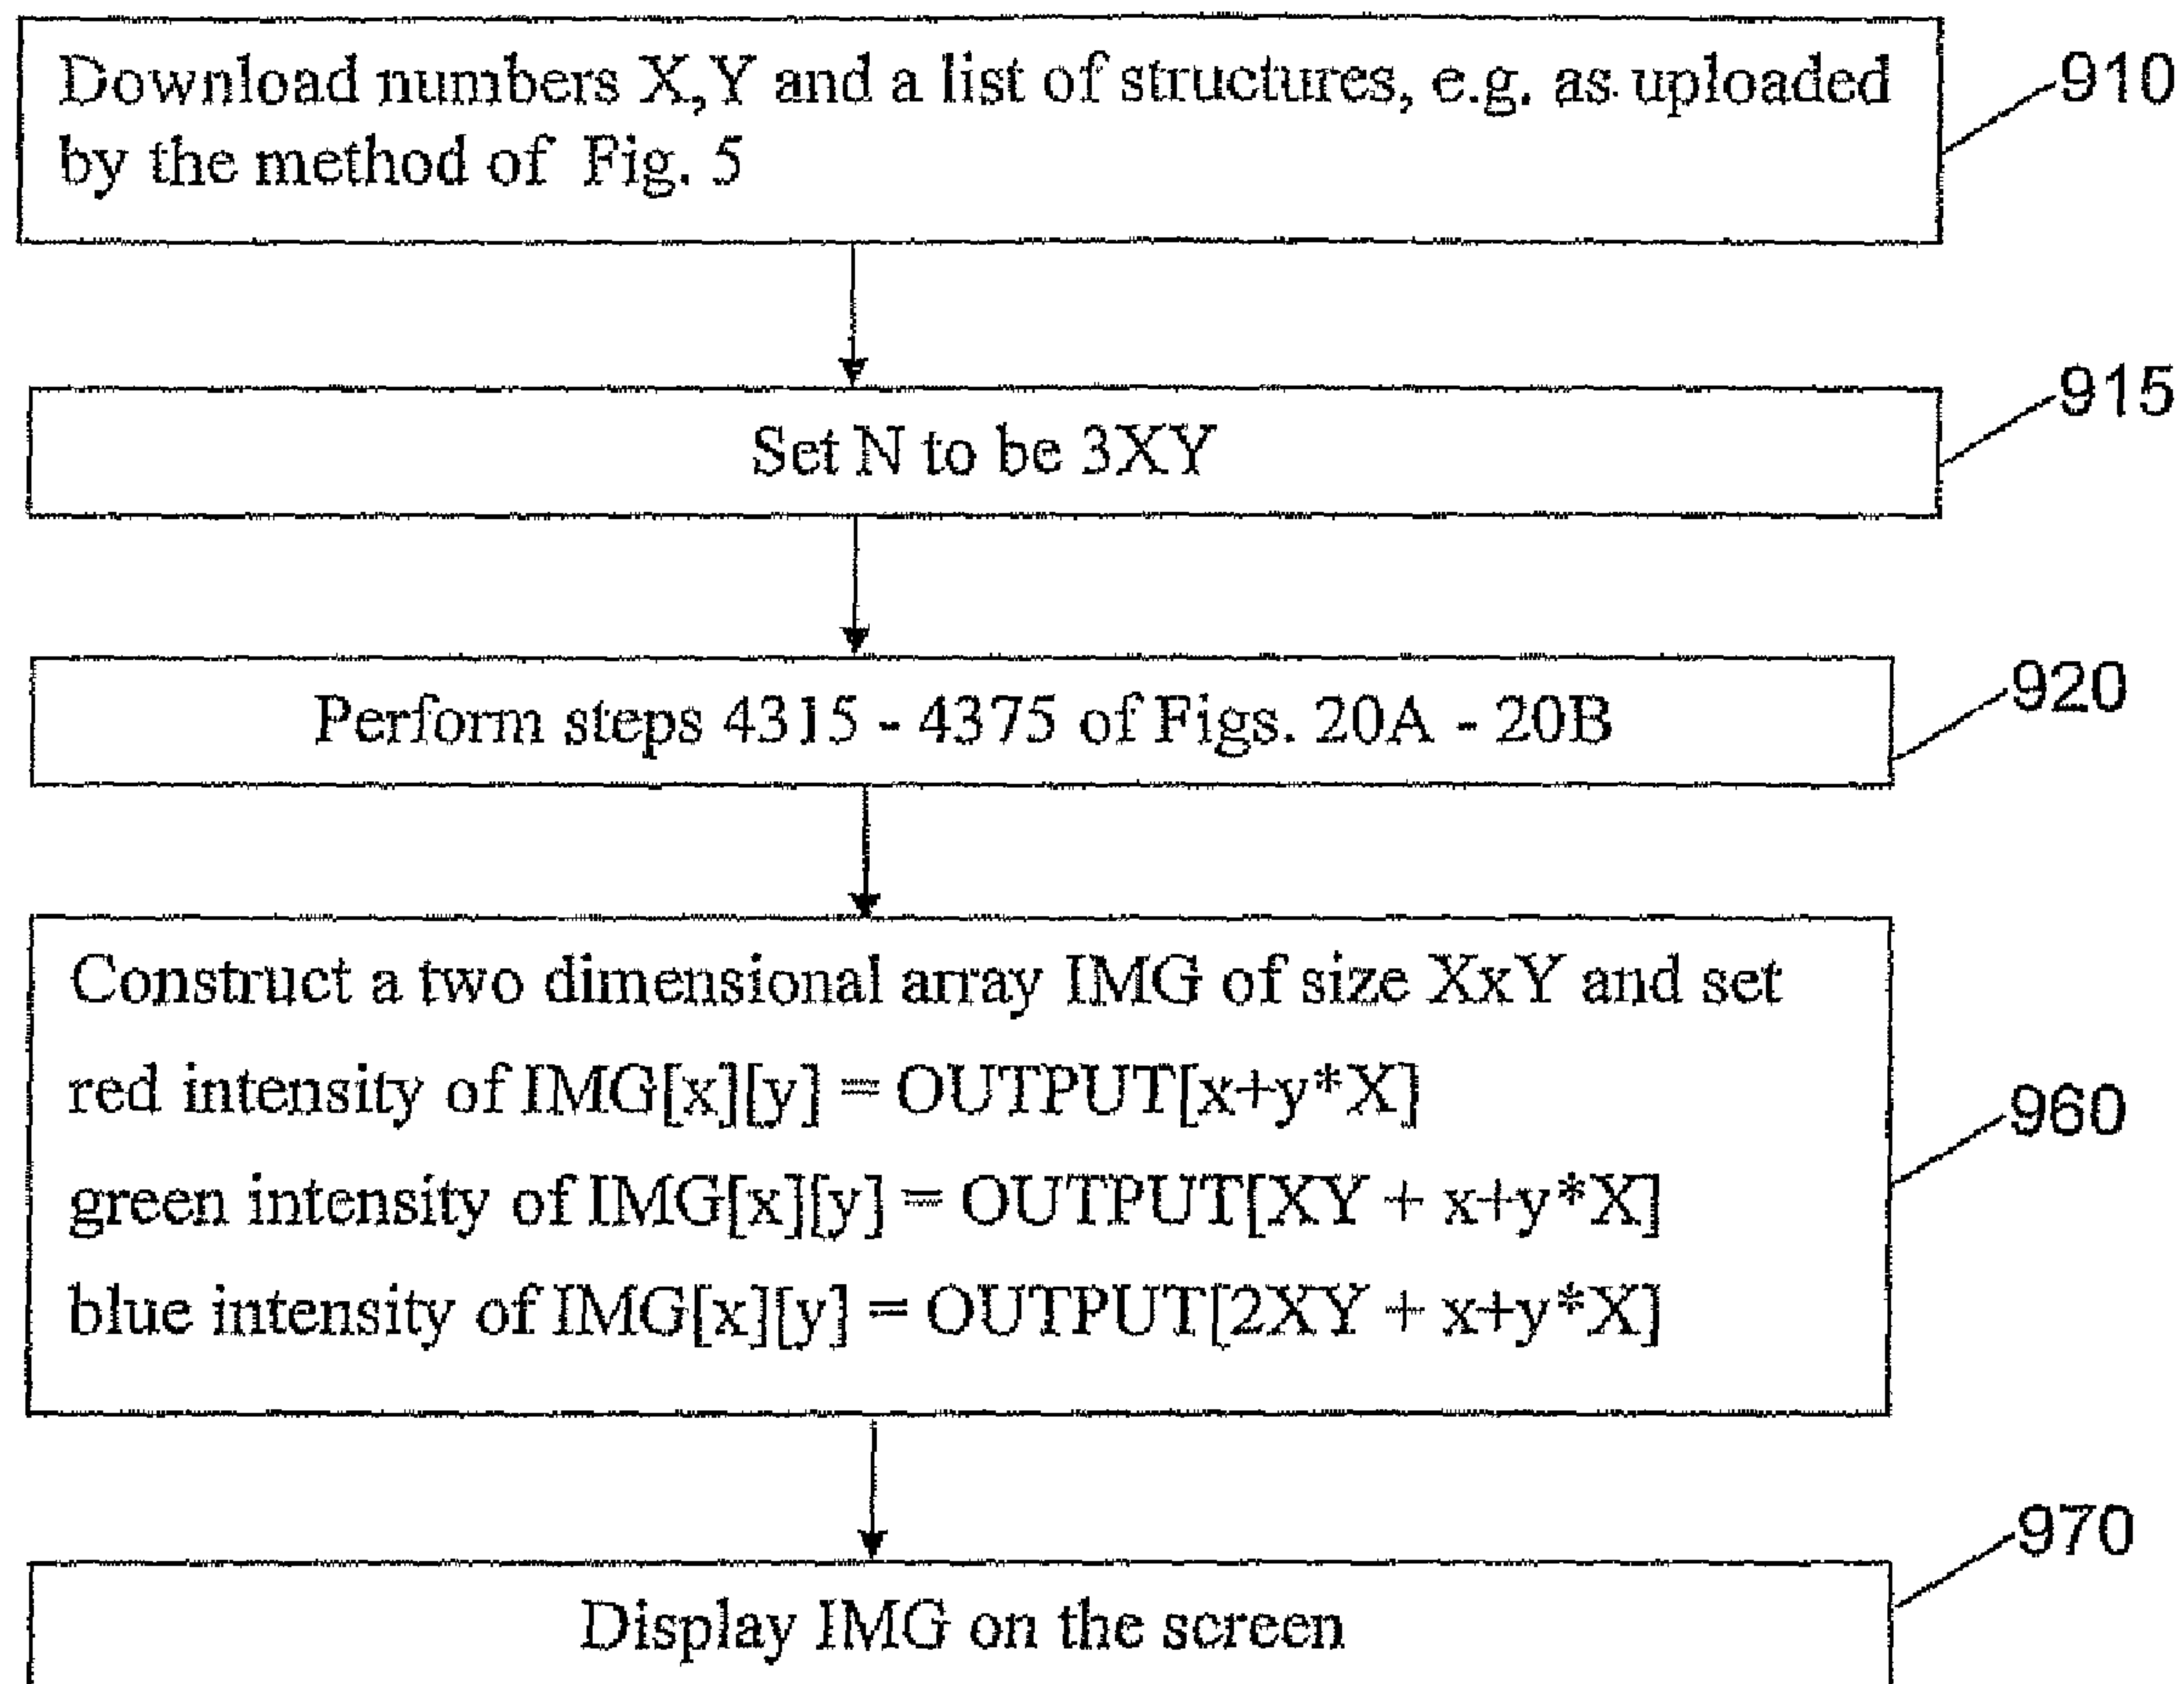 Download numbers X,Y and a list of structures, e.g. as uploaded
by the method of Fig. 5
910
Set N to be 3XY
915
Perform steps 4315 - 4375 of Figs. 20A - 20B
920
Construct a two dimensional array IMG of size XxY and set
red intensity of IMG[x][y] = OUTPUT[x+y*X]
green intensity of IMG[x][y] = OUTPUT[XY + x+y*X]
blue intensity of IMG[x][y] = OUTPUT[2XY + x+y*X]
960
Display IMG on the screen
970